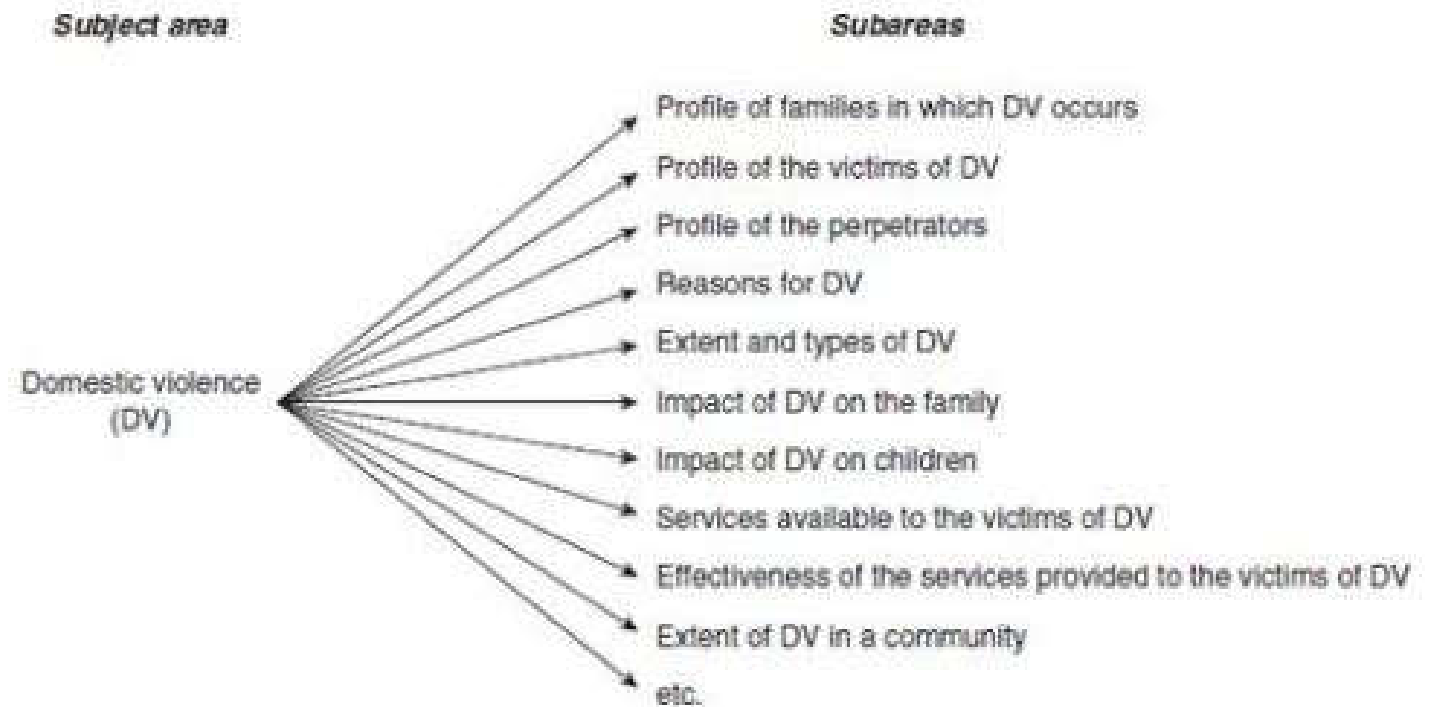 Subject area
Subareas
Profile of families in which DV occurs
Profile of the victims of DV
Profile of the perpetrators
Reasons for DV
Extent and types of DV
Domestic violence
(DV)
Impact of DV on the family
Impact of DV on children
Services available to the victims of DV
Effectiveness of the services provided to the victims of DV
Extent of DV in a community
etc.